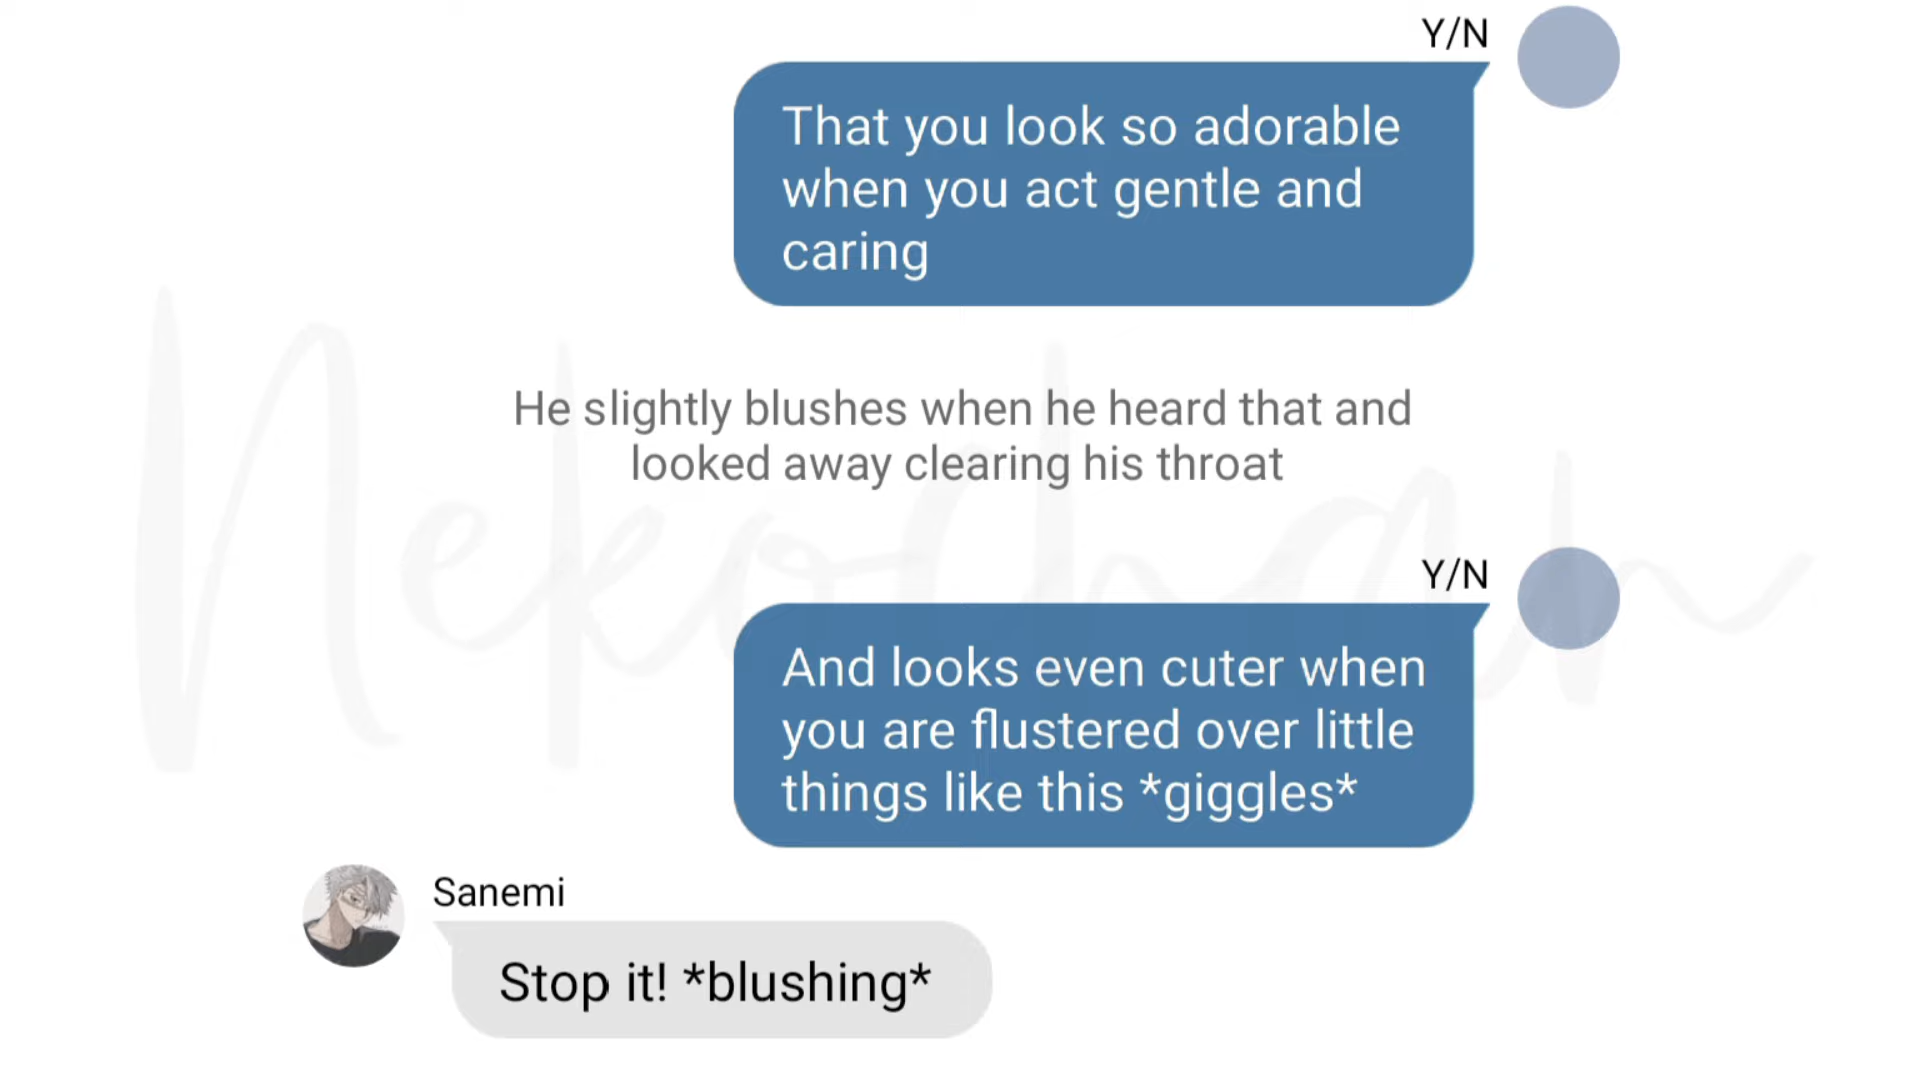 Y/N
That you look so adorable
when you act gentle and
caring
He slightly blushes when he heard that and
looked away clearing his throat
Nekochan
Y/N
And looks even cuter when
you are flustered over little
things like this *giggles*
Sanemi
Stop it! *blushing*